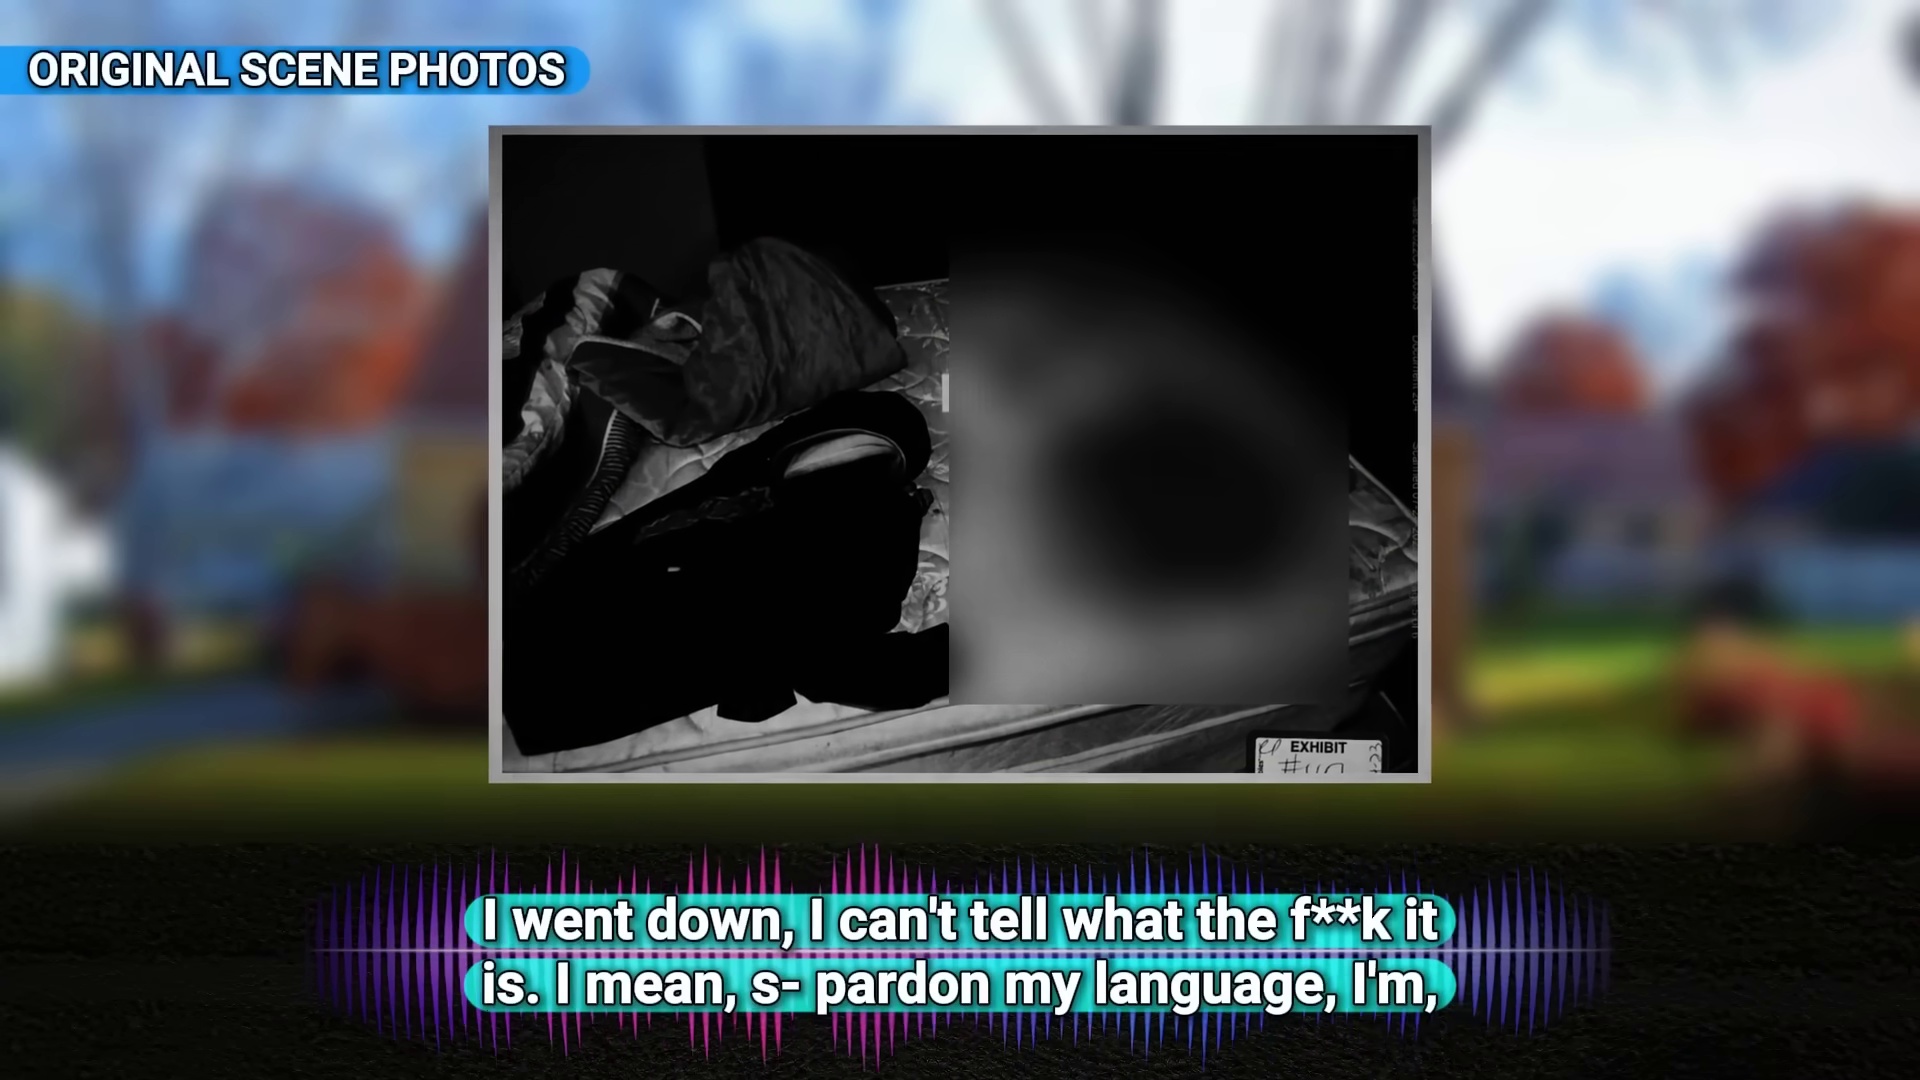 ORIGINAL SCENE PHOTOS
EXHIBIT
I went down, I can't tell what the f**k it
is. I mean, s- pardon my language, I'm,